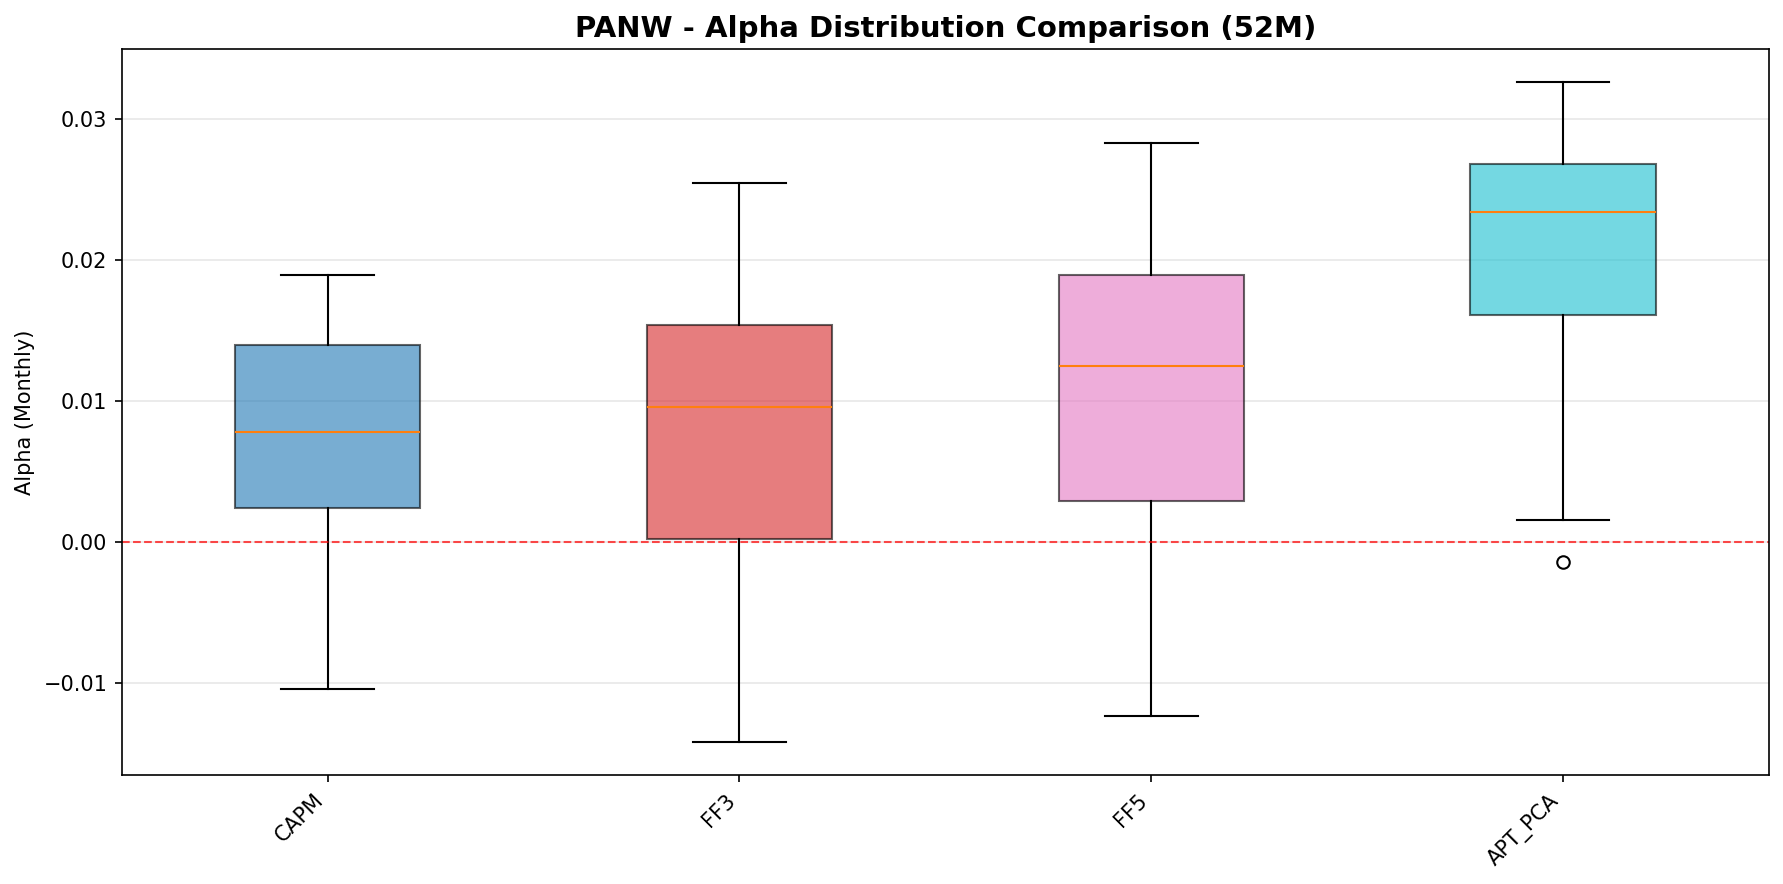 PANW - Alpha Distribution Comparison (52M)
Alpha (Monthly)
0.03
0.02
0.01
0.00
−0.01
CAPM
FF3
FF5
APT_PCA